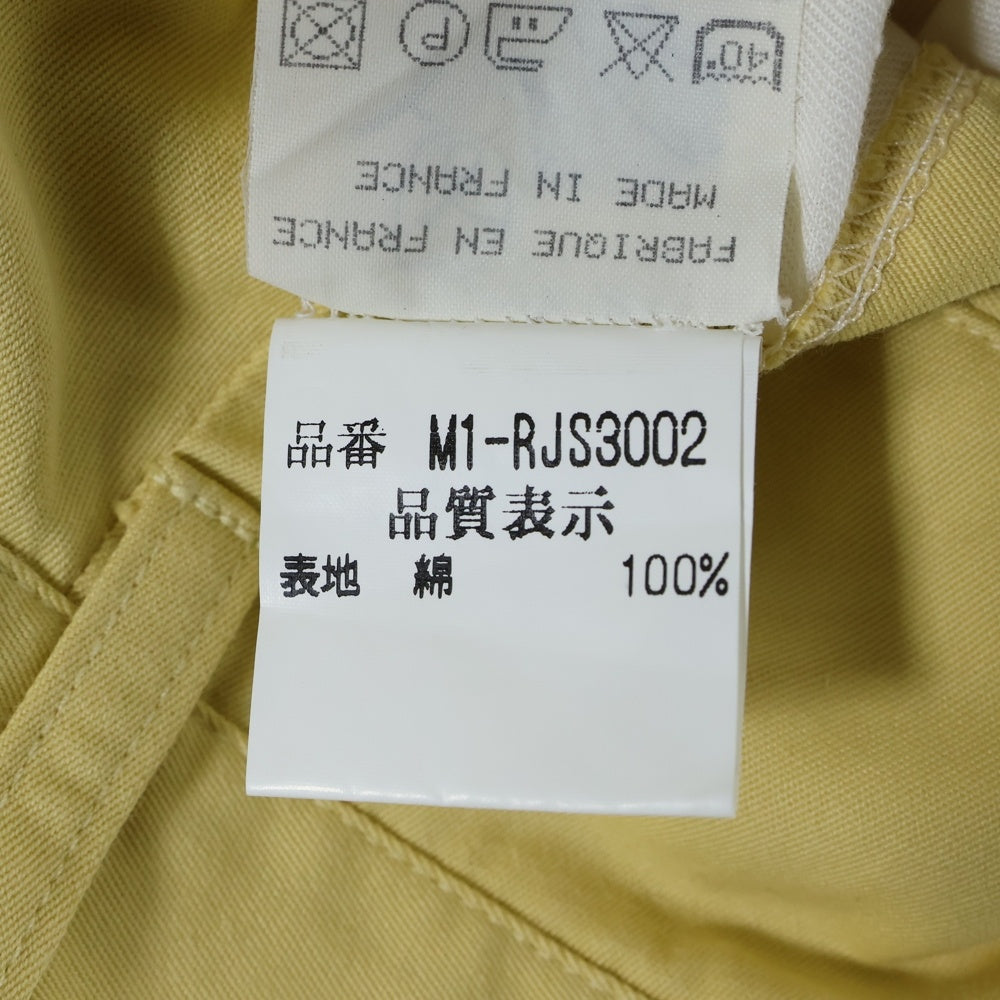 40
P
MADE IN FRANCE
FABRIQUE EN FRANCE
品番 M1-RJS3002
品質表示
表地 綿 100%